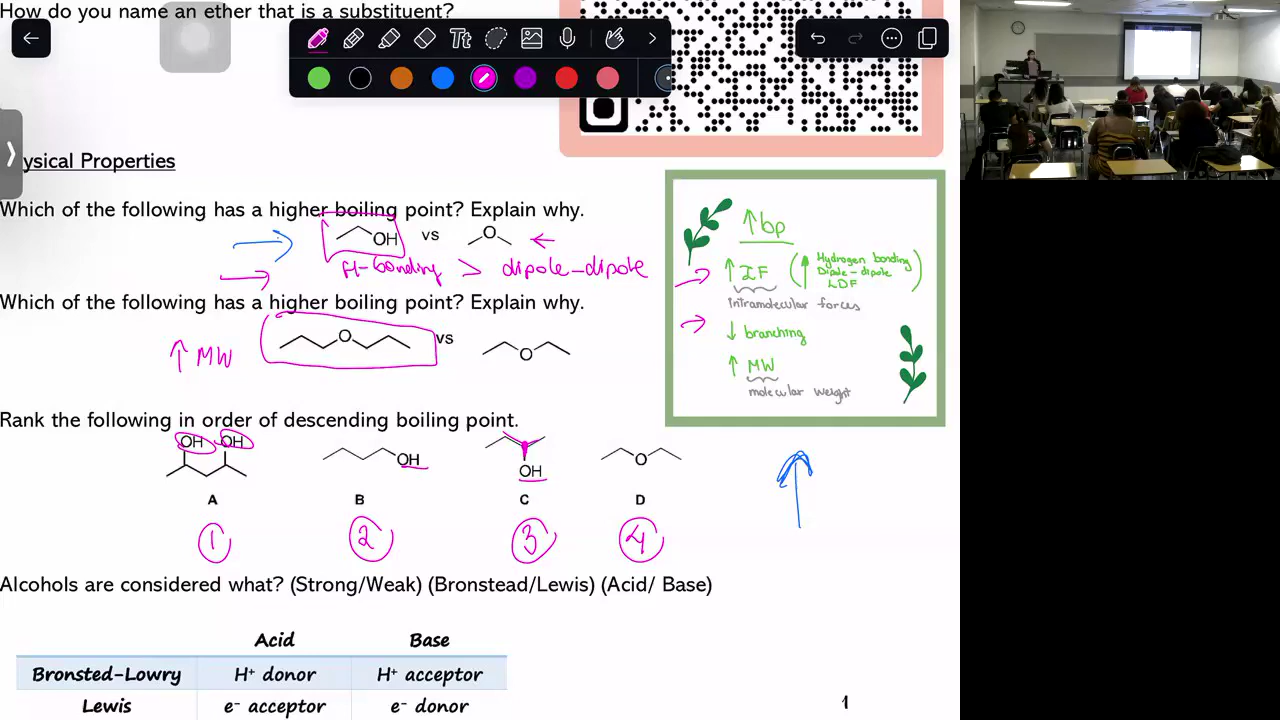 How do you name an ether that is a substituent?
Tt
ysical Properties
Which of the following has a higher boiling point? Explain why.
OH vs O
H-bonding > dipole-dipole
Which of the following has a higher boiling point? Explain why.
↑ MW
O vs O
↑ bp
↑ IF (↑ Hydrogen bonding
Dipole-dipole
LDF)
intramolecular forces
↓ branching
↑ MW
molecular weight
Rank the following in order of descending boiling point.
OH OH OH OH O
A B C D
1 2 3 4
Alcohols are considered what? (Strong/Weak) (Bronstead/Lewis) (Acid/ Base)
Acid Base
Bronsted-Lowry H⁺ donor H⁺ acceptor
Lewis e⁻ acceptor e⁻ donor
1